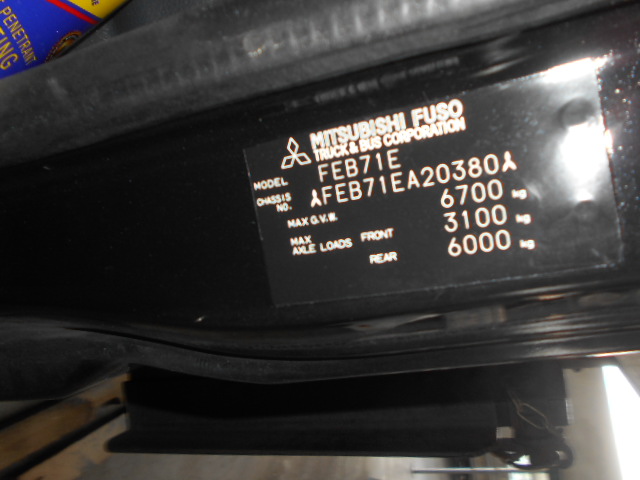 PENETRANT
MITSUBISHI FUSO
TRUCK & BUS CORPORATION
MODEL FEB71E
CHASSIS NO. ⅄FEB71EA20380⅄
MAX G.V.W. 6700 kg
MAX AXLE LOADS FRONT 3100 kg
REAR 6000 kg